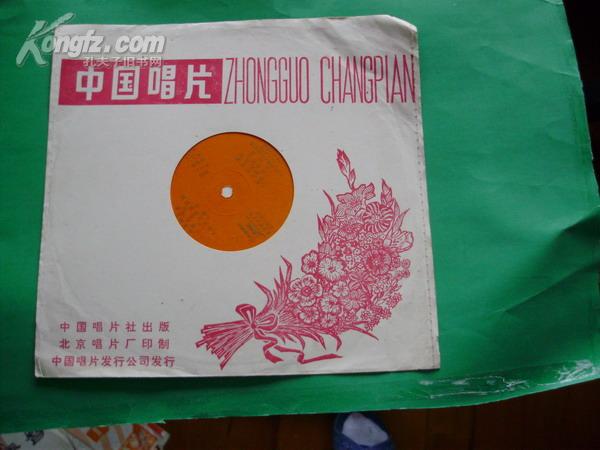 Kongfz.com
孔夫子旧书网
中国唱片 ZHONGGUO CHANGPIAN
中国唱片社出版
北京唱片厂印制
中国唱片发行公司发行